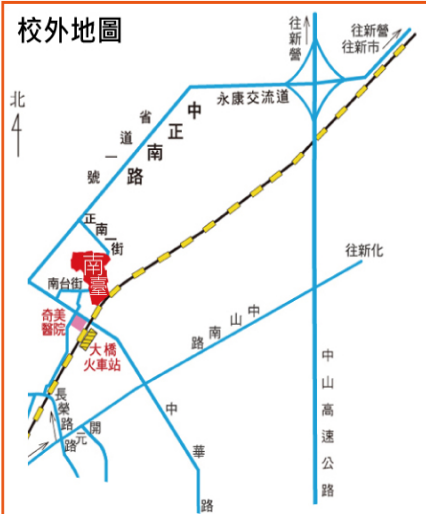 校外地圖
往新營
往新營
往新市
北
永康交流道
中正南路
省道一號
正南一街
南臺
南台街
往新化
奇美
醫院
大橋
火車站
中山南路
中山高速公路
長榮路
開元路
中華路